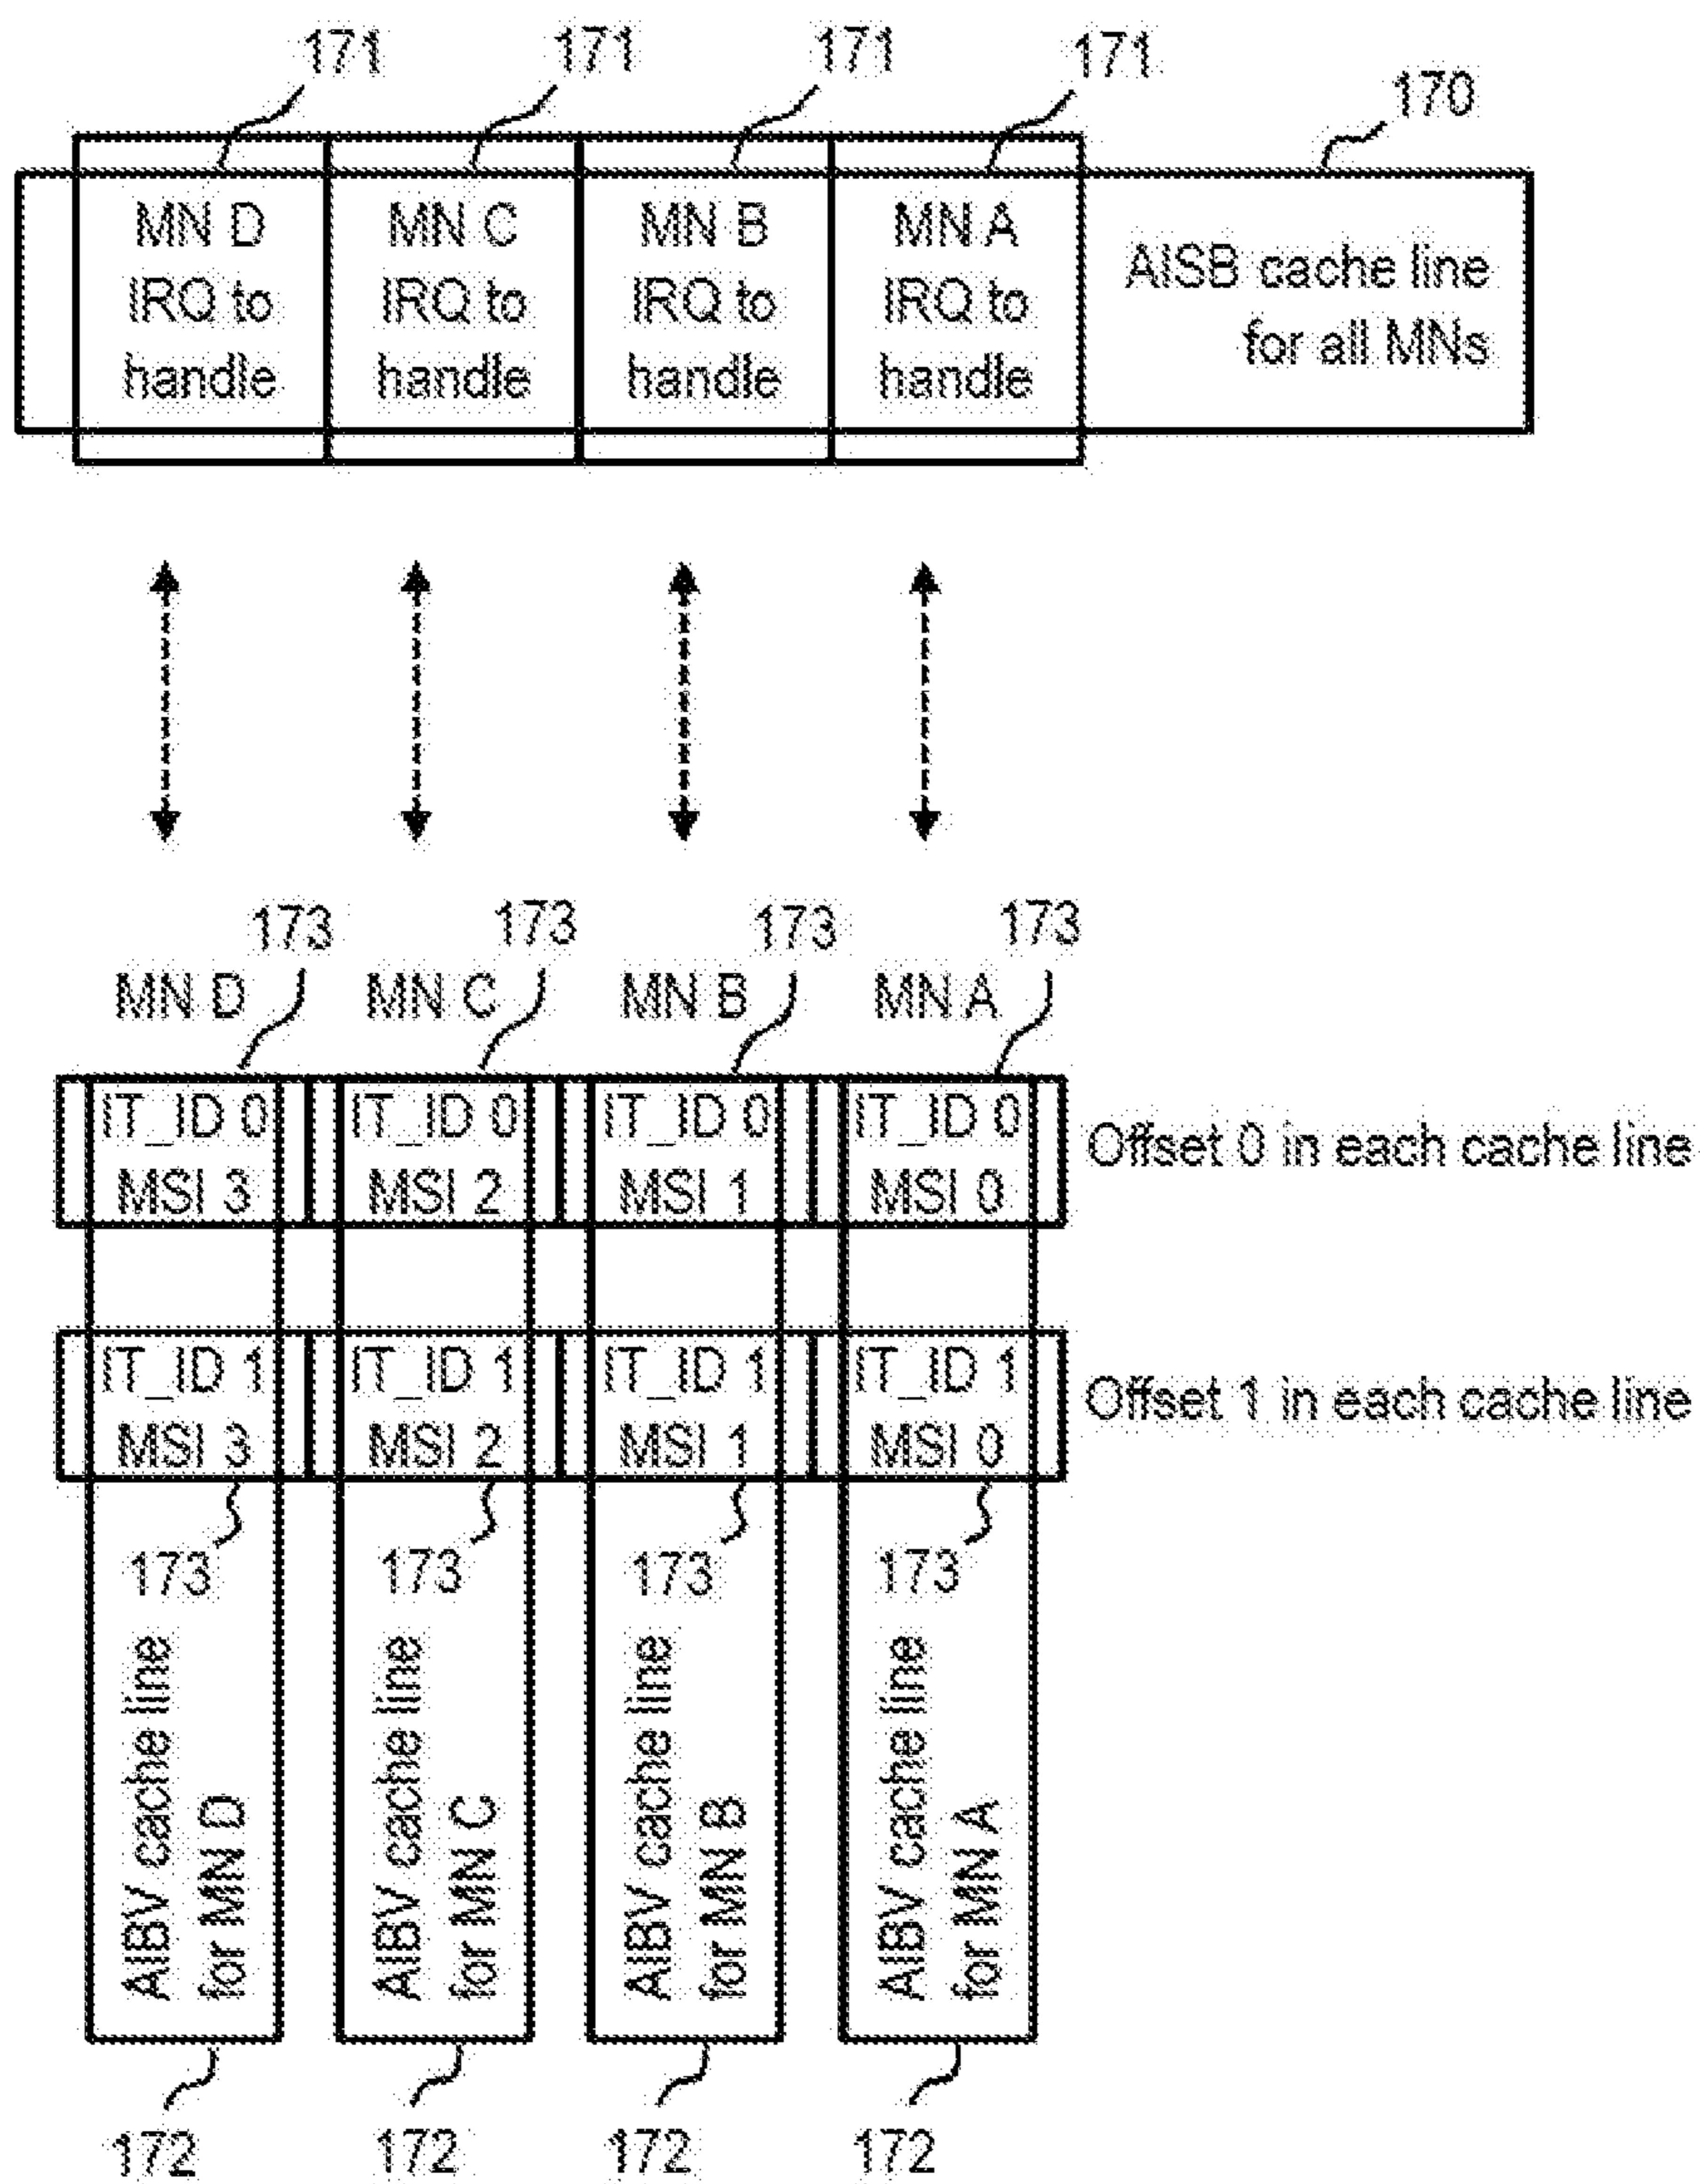 171 171 171 171
170
MN D IRQ to handle
MN C IRQ to handle
MN B IRQ to handle
MN A IRQ to handle
AISB cache line
for all MNs
173 173 173 173
MN D MN C MN B MN A
IT_ID 0 IT_ID 0 IT_ID 0 IT_ID 0
MSI 3 MSI 2 MSI 1 MSI 0
Offset 0 in each cache line
IT_ID 1 IT_ID 1 IT_ID 1 IT_ID 1
MSI 3 MSI 2 MSI 1 MSI 0
Offset 1 in each cache line
173 173 173 173
AIBV cache line
for MN D
AIBV cache line
for MN C
AIBV cache line
for MN B
AIBV cache line
for MN A
172 172 172 172